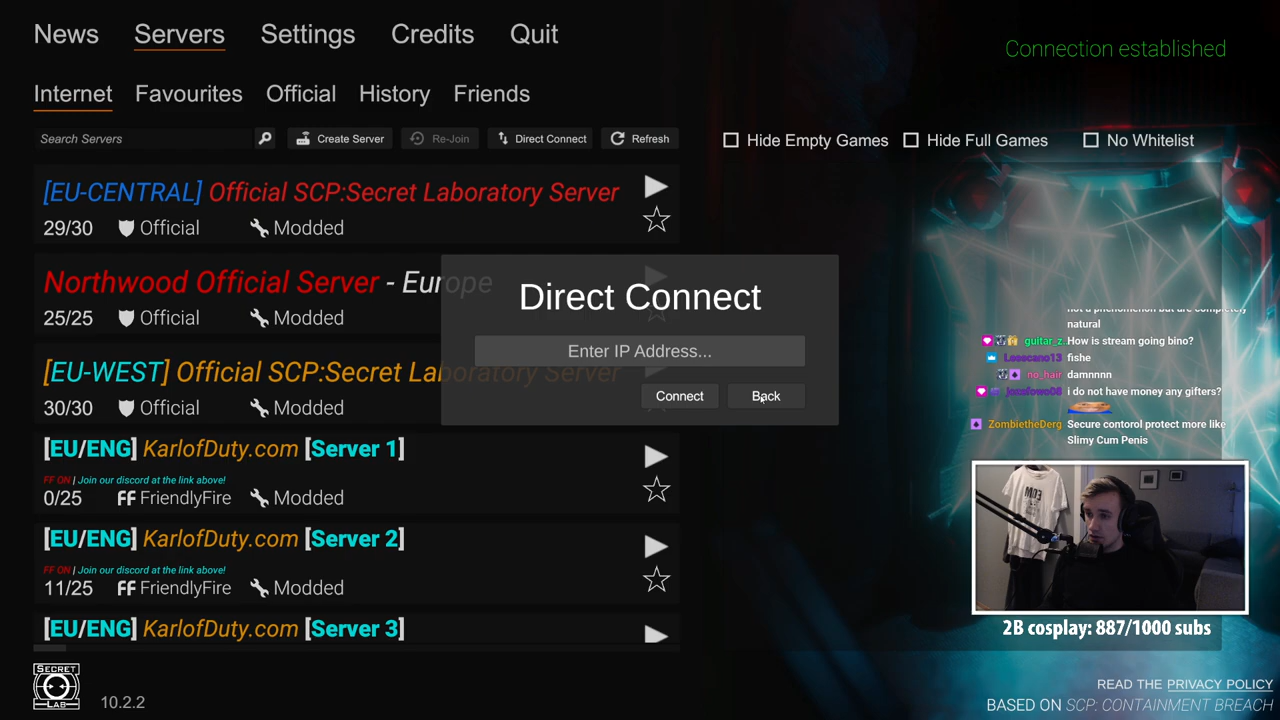 News Servers Settings Credits Quit
Connection established
Internet Favourites Official History Friends
Search Servers Create Server Re-Join Direct Connect Refresh
Hide Empty Games Hide Full Games No Whitelist
[EU-CENTRAL] Official SCP:Secret Laboratory Server
29/30 Official Modded
Northwood Official Server - Europe
25/25 Official Modded
[EU-WEST] Official SCP:Secret Laboratory Server
30/30 Official Modded
[EU/ENG] KarlofDuty.com [Server 1]
FF ON | Join our discord at the link above!
0/25 FF FriendlyFire Modded
[EU/ENG] KarlofDuty.com [Server 2]
FF ON | Join our discord at the link above!
11/25 FF FriendlyFire Modded
[EU/ENG] KarlofDuty.com [Server 3]
Direct Connect
Enter IP Address...
Connect Back
not a phenomenon but are completely
natural
guitar_z: How is stream going bino?
fishe
no_hair damnnnn
i do not have money any gifters?
ZombietheDerg Secure contorol protect more like
Slimy Cum Penis
2B cosplay: 887/1000 subs
SECRET
LAB
10.2.2
READ THE PRIVACY POLICY
BASED ON SCP: CONTAINMENT BREACH